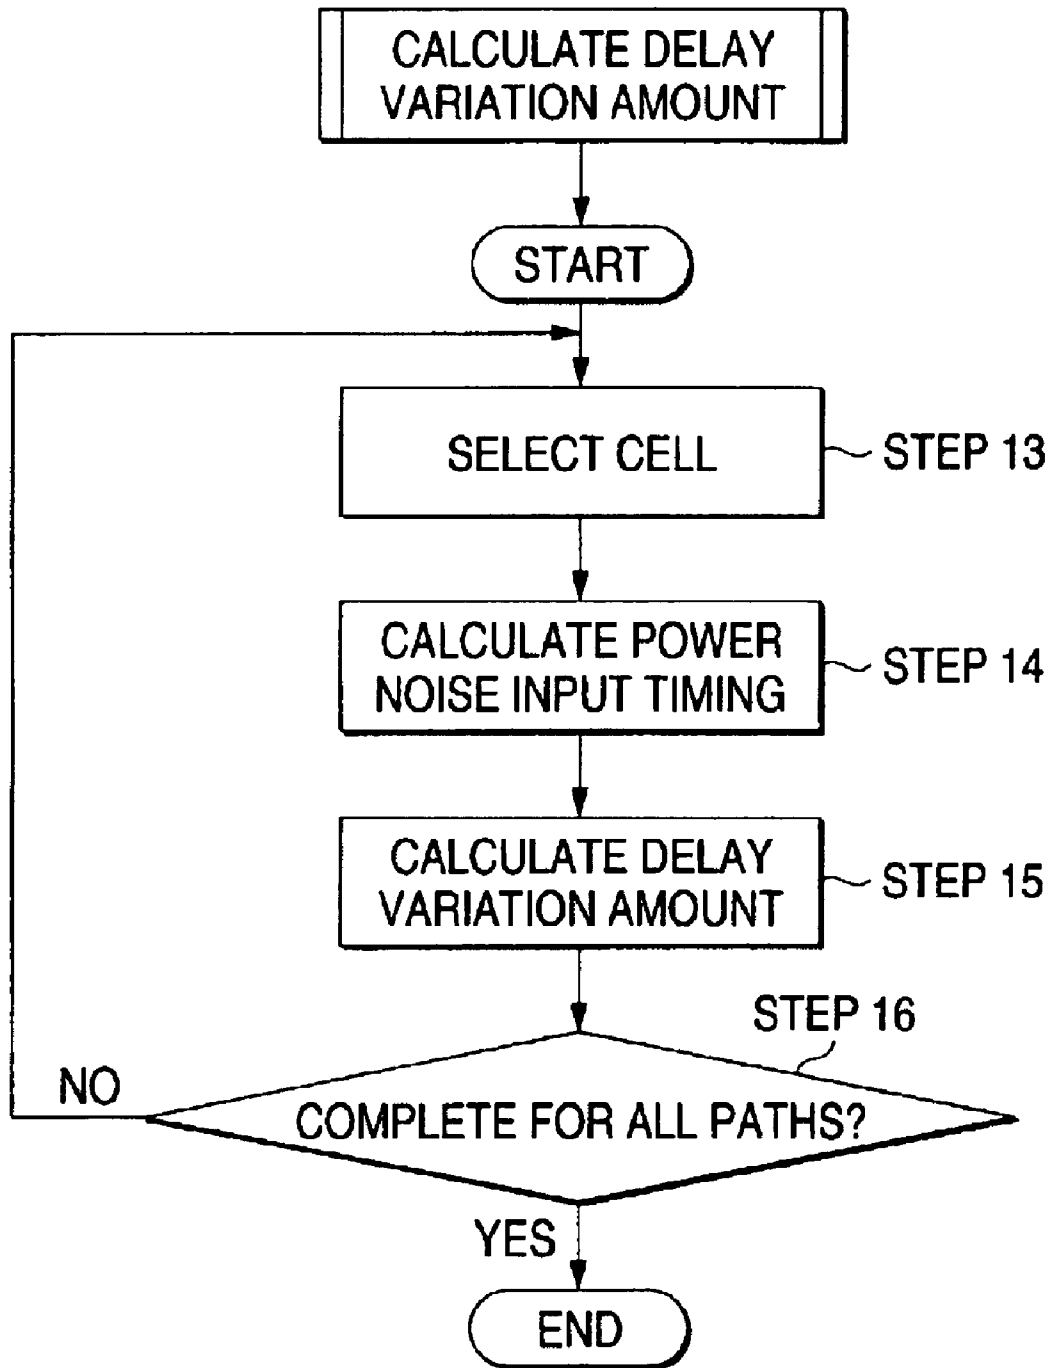 CALCULATE DELAY
VARIATION AMOUNT
START
SELECT CELL
STEP 13
CALCULATE POWER
NOISE INPUT TIMING
STEP 14
CALCULATE DELAY
VARIATION AMOUNT
STEP 15
STEP 16
NO
COMPLETE FOR ALL PATHS?
YES
END